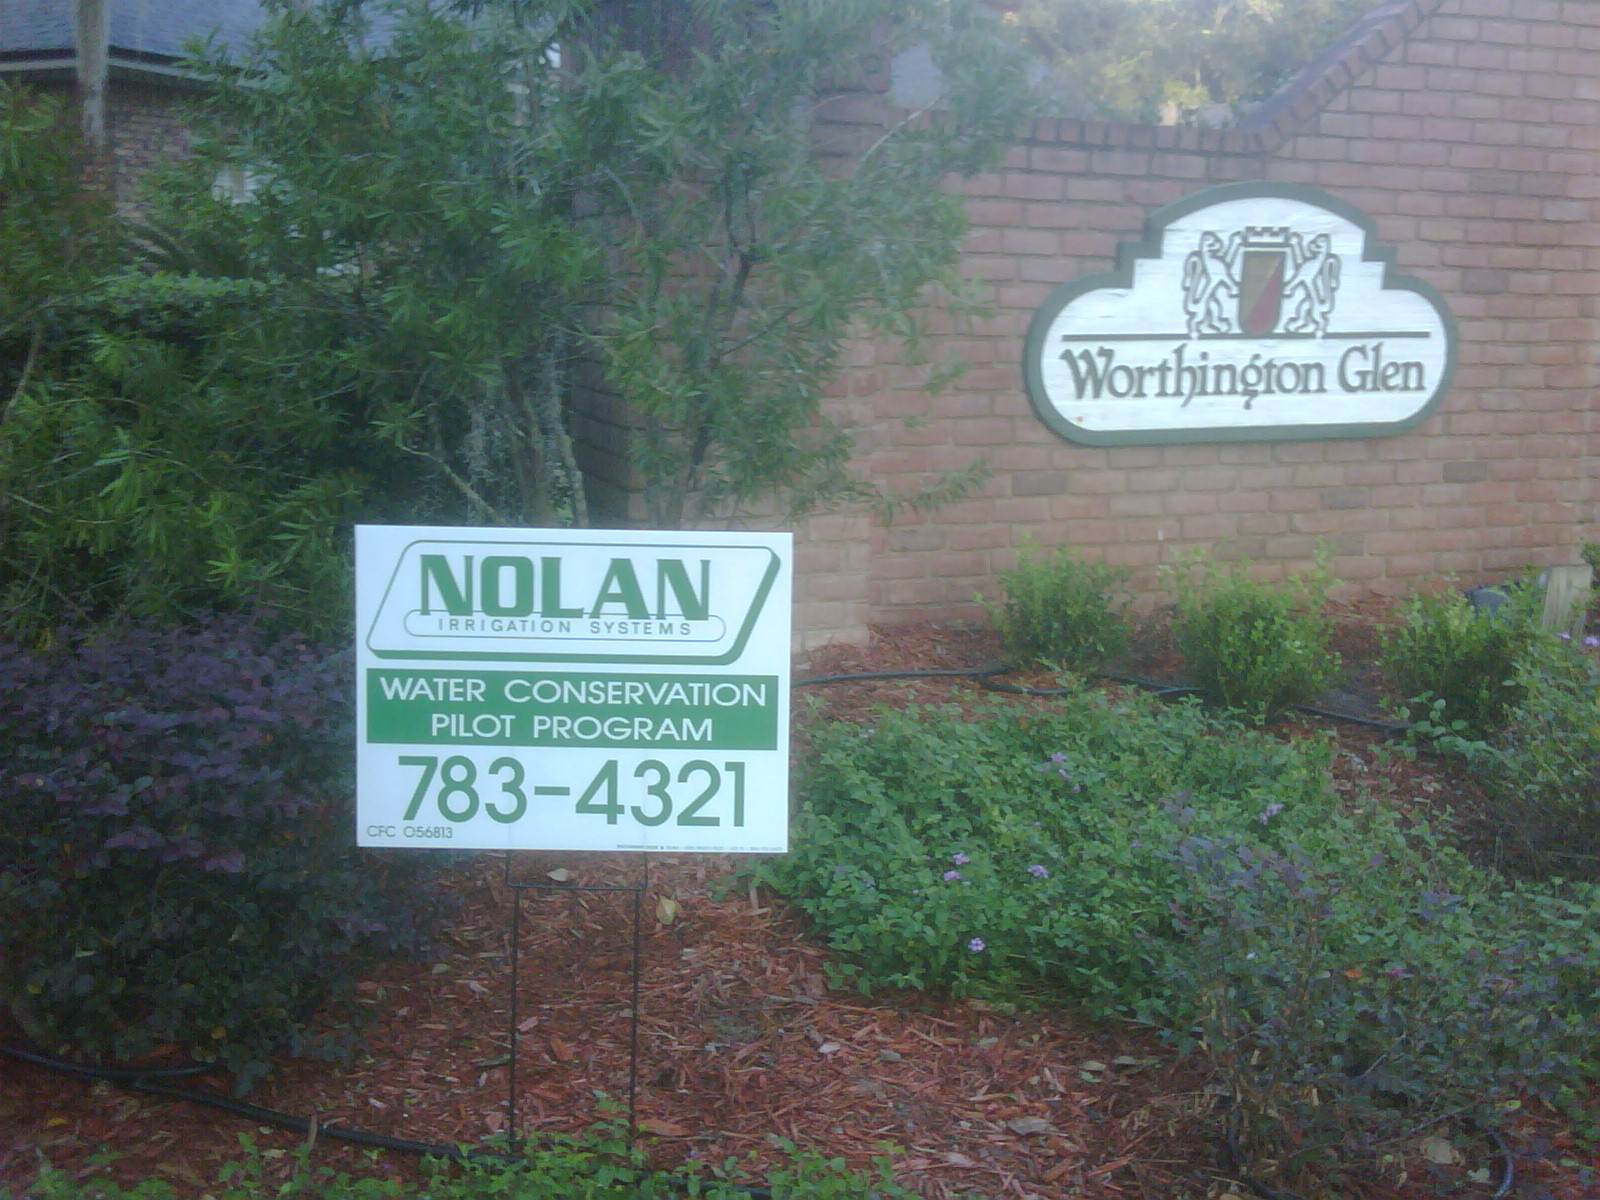 Worthington Glen
NOLAN
IRRIGATION SYSTEMS
WATER CONSERVATION
PILOT PROGRAM
783-4321
CFC O56813